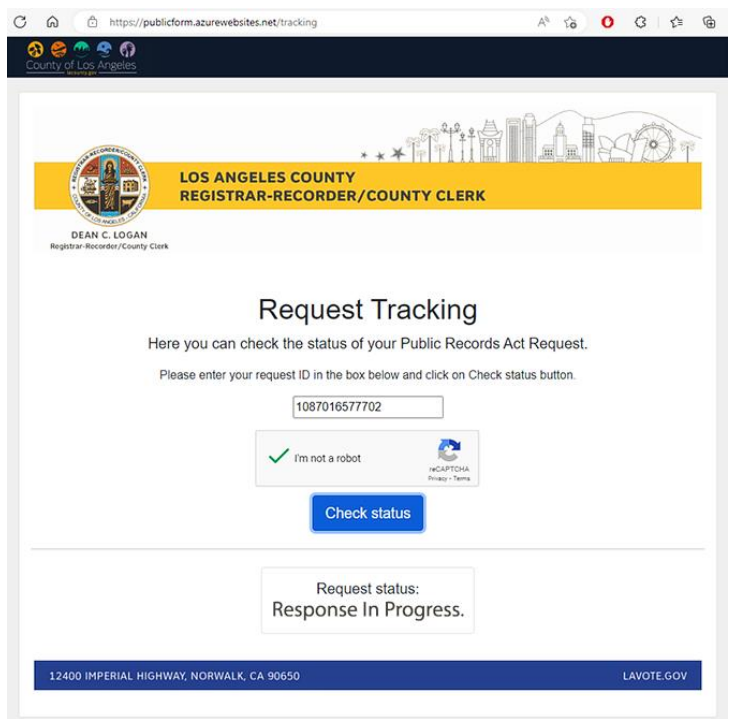 https://publicform.azurewebsites.net/tracking
County of Los Angeles
lacounty.gov
LOS ANGELES COUNTY
REGISTRAR-RECORDER/COUNTY CLERK
DEAN C. LOGAN
Registrar-Recorder/County Clerk
Request Tracking
Here you can check the status of your Public Records Act Request.
Please enter your request ID in the box below and click on Check status button.
1087016577702
I'm not a robot
reCAPTCHA
Privacy - Terms
Check status
Request status:
Response In Progress.
12400 IMPERIAL HIGHWAY, NORWALK, CA 90650 LAVOTE.GOV